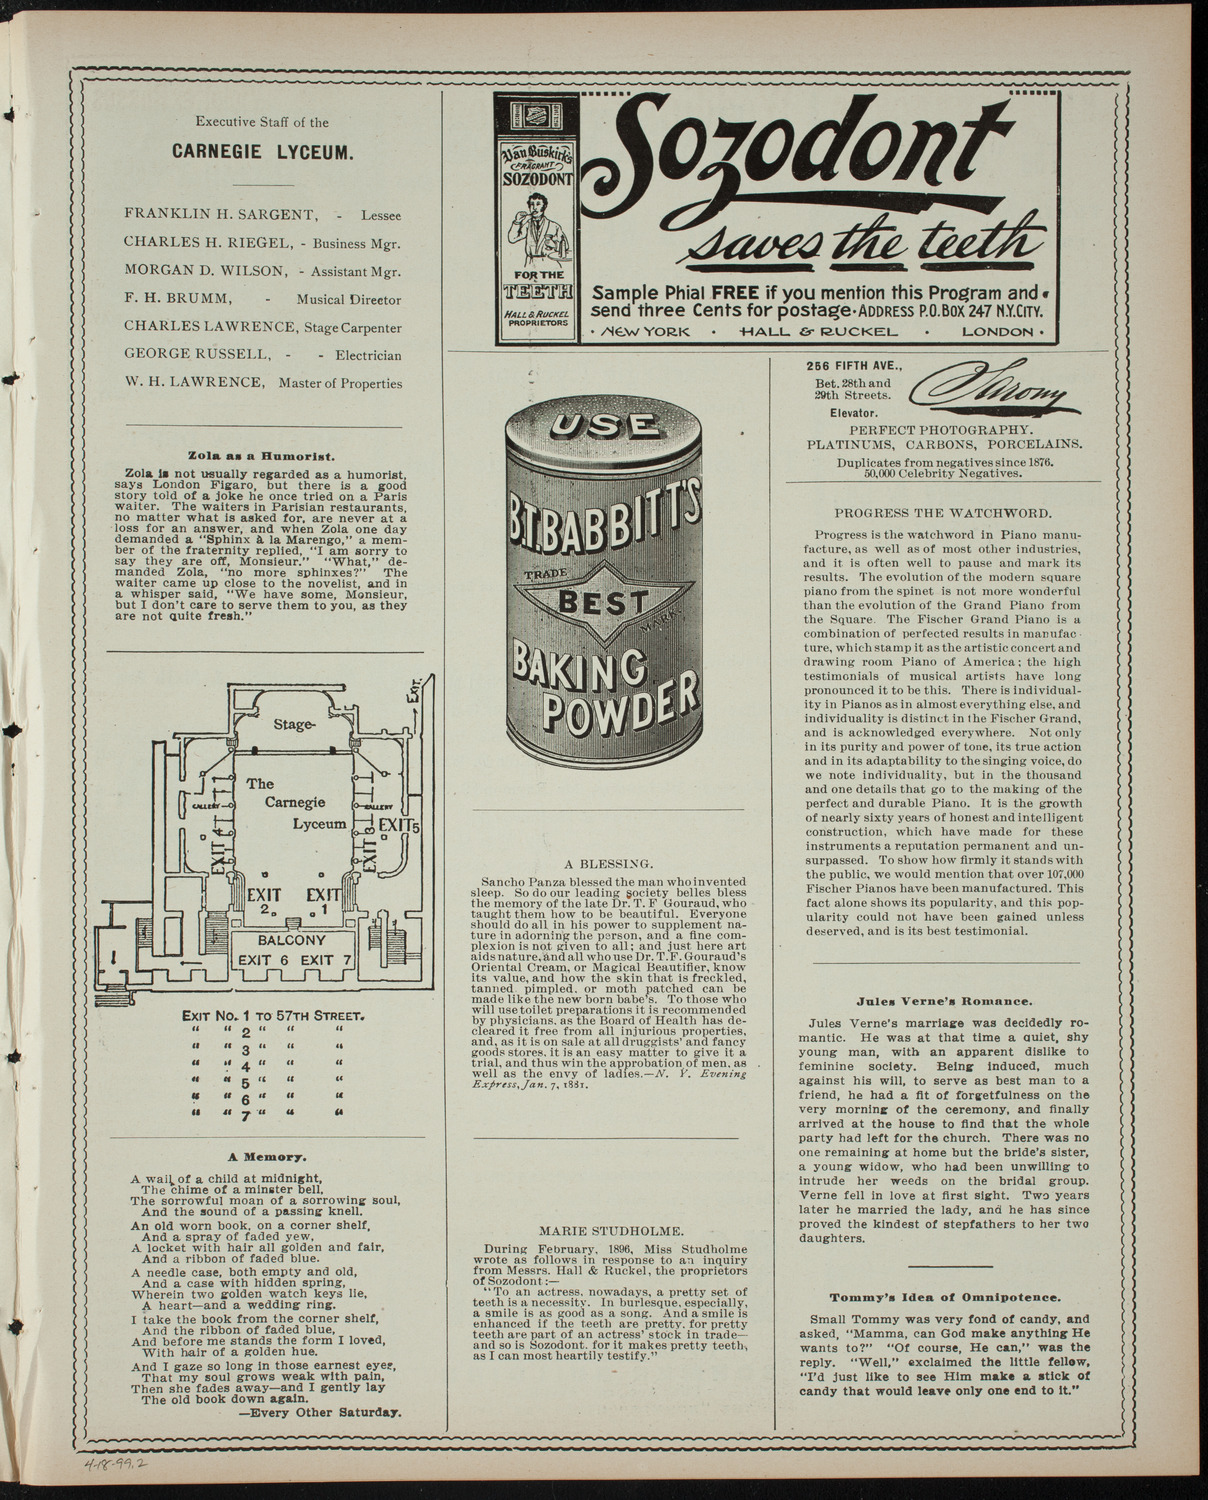 Executive Staff of the
CARNEGIE LYCEUM.
FRANKLIN H. SARGENT, - Lessee
CHARLES H. RIEGEL, - Business Mgr.
MORGAN D. WILSON, - Assistant Mgr.
F. H. BRUMM, - Musical Director
CHARLES LAWRENCE, Stage Carpenter
GEORGE RUSSELL, - - Electrician
W. H. LAWRENCE, Master of Properties
Zola as a Humorist.
Zola is not usually regarded as a humorist,
says London Figaro, but there is a good
story told of a joke he once tried on a Paris
waiter. The waiters in Parisian restaurants,
no matter what is asked for, are never at a
loss for an answer, and when Zola one day
demanded a "Sphinx à la Marengo," a mem-
ber of the fraternity replied, "I am sorry to
say they are off, Monsieur." "What," de-
manded Zola, "no more sphinxes?" The
waiter came up close to the novelist, and in
a whisper said, "We have some, Monsieur,
but I don't care to serve them to you, as they
are not quite fresh."
EXIT.
Stage-
The
Carnegie
Lyceum
GALLERY
GALLERY
EXIT 4
EXIT 3
EXIT 5
EXIT EXIT
2. . 1
BALCONY
EXIT 6 EXIT 7
EXIT NO. 1 TO 57TH STREET.
" " 2 " " "
" " 3 " " "
" " 4 " " "
" " 5 " " "
" " 6 " " "
" " 7 " " "
A Memory.
A wail of a child at midnight,
The chime of a minster bell,
The sorrowful moan of a sorrowing soul,
And the sound of a passing knell.
An old worn book, on a corner shelf,
And a spray of faded yew,
A locket with hair all golden and fair,
And a ribbon of faded blue.
A needle case, both empty and old,
And a case with hidden spring,
Wherein two golden watch keys lie,
A heart—and a wedding ring.
I take the book from the corner shelf,
And the ribbon of faded blue,
And before me stands the form I loved,
With hair of a golden hue.
And I gaze so long in those earnest eyes,
That my soul grows weak with pain,
Then she fades away—and I gently lay
The old book down again.
—Every Other Saturday.
Van Buskirk's
FRAGRANT
SOZODONT
FOR THE
TEETH
HALL & RUCKEL
PROPRIETORS
Sozodont
saves the teeth
Sample Phial FREE if you mention this Program and
send three Cents for postage·ADDRESS P.O.BOX 247 N.Y.CITY.
· NEW YORK · HALL & RUCKEL · LONDON ·
USE
B.T.BABBITT'S
TRADE
BEST
MARK
BAKING
POWDER
A BLESSING.
Sancho Panza blessed the man who invented
sleep. So do our leading society belles bless
the memory of the late Dr. T. F Gouraud, who
taught them how to be beautiful. Everyone
should do all in his power to supplement na-
ture in adorning the person, and a fine com-
plexion is not given to all; and just here art
aids nature, and all who use Dr. T. F. Gouraud's
Oriental Cream, or Magical Beautifier, know
its value, and how the skin that is freckled,
tanned, pimpled, or moth patched can be
made like the new born babe's. To those who
will use toilet preparations it is recommended
by physicians, as the Board of Health has de-
cleared it free from all injurious properties,
and, as it is on sale at all druggists' and fancy
goods stores, it is an easy matter to give it a
trial, and thus win the approbation of men, as
well as the envy of ladies.—N. Y. Evening
Express, Jan. 7, 1881.
MARIE STUDHOLME.
During February, 1896, Miss Studholme
wrote as follows in response to an inquiry
from Messrs. Hall & Ruckel, the proprietors
of Sozodont:—
"To an actress, nowadays, a pretty set of
teeth is a necessity. In burlesque, especially,
a smile is as good as a song. And a smile is
enhanced if the teeth are pretty, for pretty
teeth are part of an actress' stock in trade—
and so is Sozodont, for it makes pretty teeth,
as I can most heartily testify."
256 FIFTH AVE.,
Bet. 28th and
29th Streets.
Elevator.
Sarony
PERFECT PHOTOGRAPHY.
PLATINUMS, CARBONS, PORCELAINS.
Duplicates from negatives since 1876.
50,000 Celebrity Negatives.
PROGRESS THE WATCHWORD.
Progress is the watchword in Piano manu-
facture, as well as of most other industries,
and it is often well to pause and mark its
results. The evolution of the modern square
piano from the spinet is not more wonderful
than the evolution of the Grand Piano from
the Square. The Fischer Grand Piano is a
combination of perfected results in manufac-
ture, which stamp it as the artistic concert and
drawing room Piano of America; the high
testimonials of musical artists have long
pronounced it to be this. There is individual-
ity in Pianos as in almost everything else, and
individuality is distinct in the Fischer Grand,
and is acknowledged everywhere. Not only
in its purity and power of tone, its true action
and in its adaptability to the singing voice, do
we note individuality, but in the thousand
and one details that go to the making of the
perfect and durable Piano. It is the growth
of nearly sixty years of honest and intelligent
construction, which have made for these
instruments a reputation permanent and un-
surpassed. To show how firmly it stands with
the public, we would mention that over 107,000
Fischer Pianos have been manufactured. This
fact alone shows its popularity, and this pop-
ularity could not have been gained unless
deserved, and is its best testimonial.
Jules Verne's Romance.
Jules Verne's marriage was decidedly ro-
mantic. He was at that time a quiet, shy
young man, with an apparent dislike to
feminine society. Being induced, much
against his will, to serve as best man to a
friend, he had a fit of forgetfulness on the
very morning of the ceremony, and finally
arrived at the house to find that the whole
party had left for the church. There was no
one remaining at home but the bride's sister,
a young widow, who had been unwilling to
intrude her weeds on the bridal group.
Verne fell in love at first sight. Two years
later he married the lady, and he has since
proved the kindest of stepfathers to her two
daughters.
Tommy's Idea of Omnipotence.
Small Tommy was very fond of candy, and
asked, "Mamma, can God make anything He
wants to?" "Of course, He can," was the
reply. "Well," exclaimed the little fellow,
"I'd just like to see Him make a stick of
candy that would leave only one end to it."
4-18-99.2